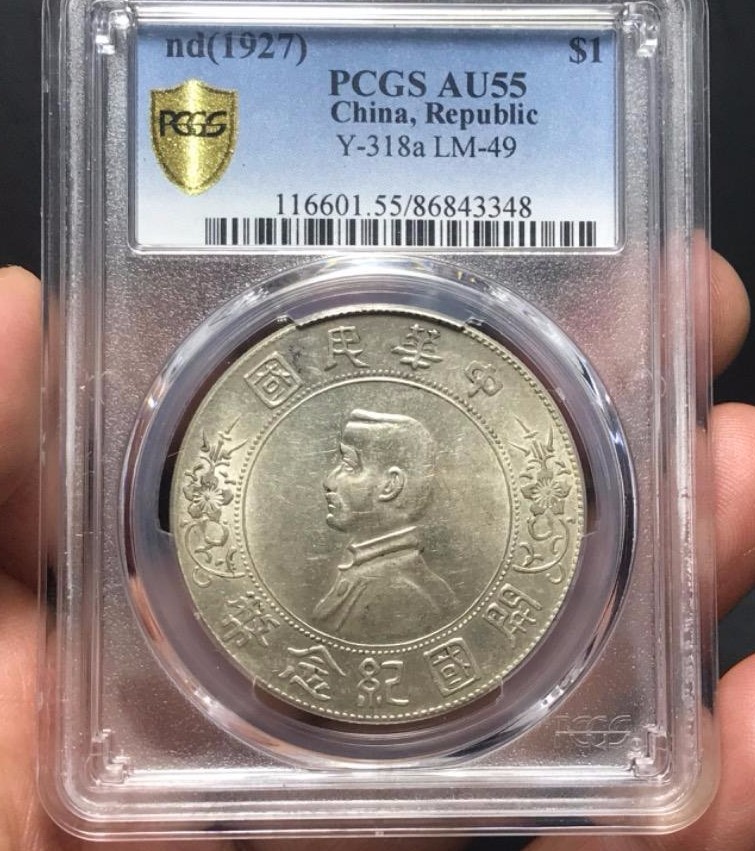 nd(1927) $1
PCGS AU55
China, Republic
PCGS
Y-318a LM-49
116601.55/86843348
中華民國
開國紀念幣
PCGS